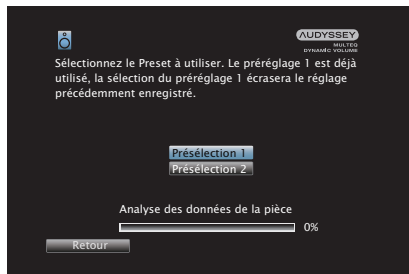 AUDYSSEY
MULTEQ
DYNAMIC VOLUME
Sélectionnez le Preset à utiliser. Le préréglage 1 est déjà
utilisé, la sélection du préréglage 1 écrasera le réglage
précédemment enregistré.
Présélection 1
Présélection 2
Analyse des données de la pièce
0%
Retour